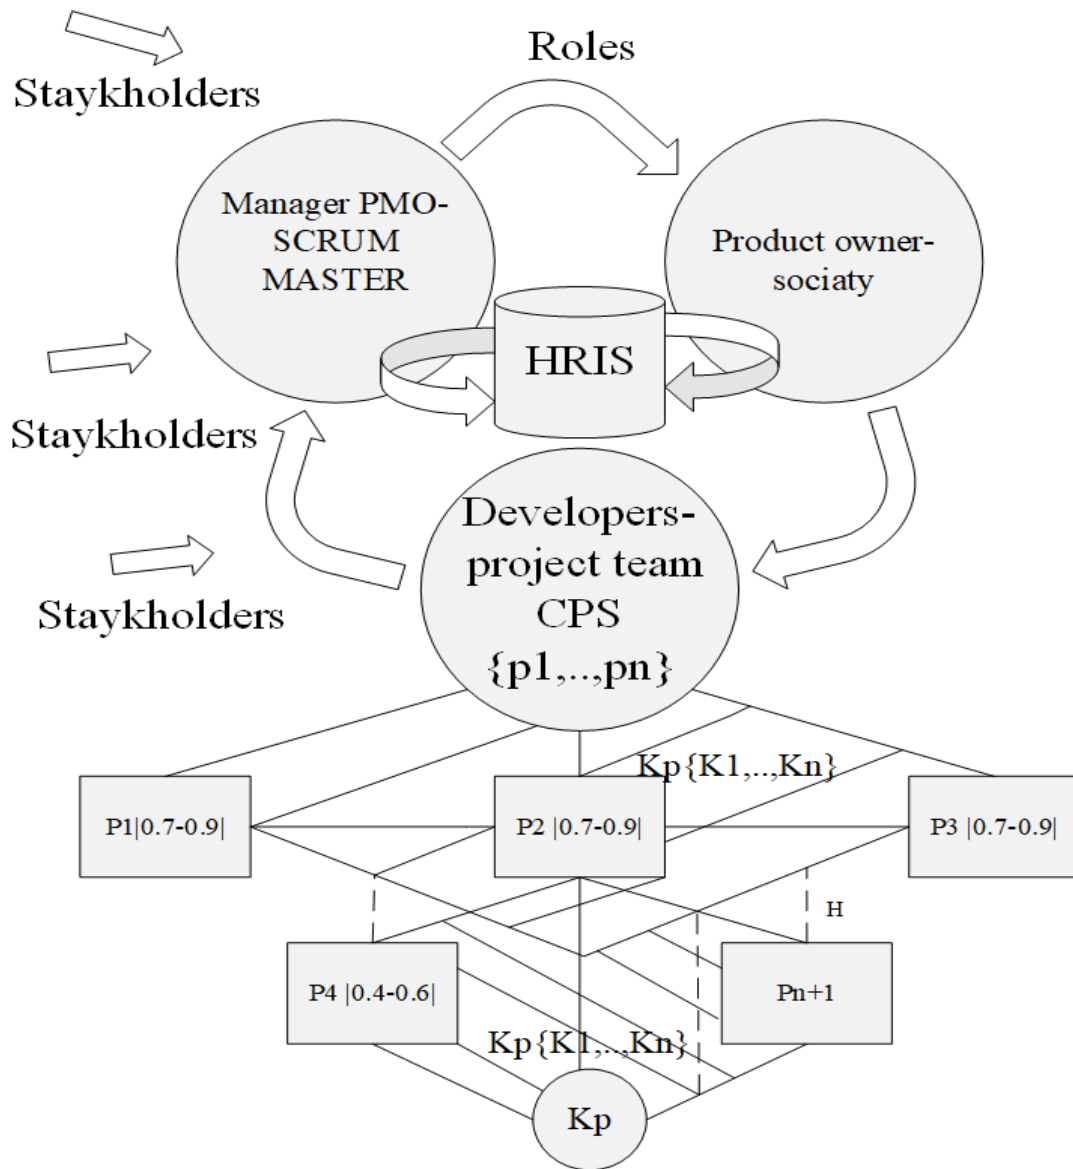 Staykholders
Roles
Manager PMO-
SCRUM
MASTER
Product owner-
sociaty
HRIS
Staykholders
Developers-
project team
CPS
{p1,..,pn}
Staykholders
Kp{K1,..,Kn}
P1|0.7-0.9|
P2 |0.7-0.9|
P3 |0.7-0.9|
H
P4 |0.4-0.6|
Pn+1
Kp{K1,..,Kn}
Kp